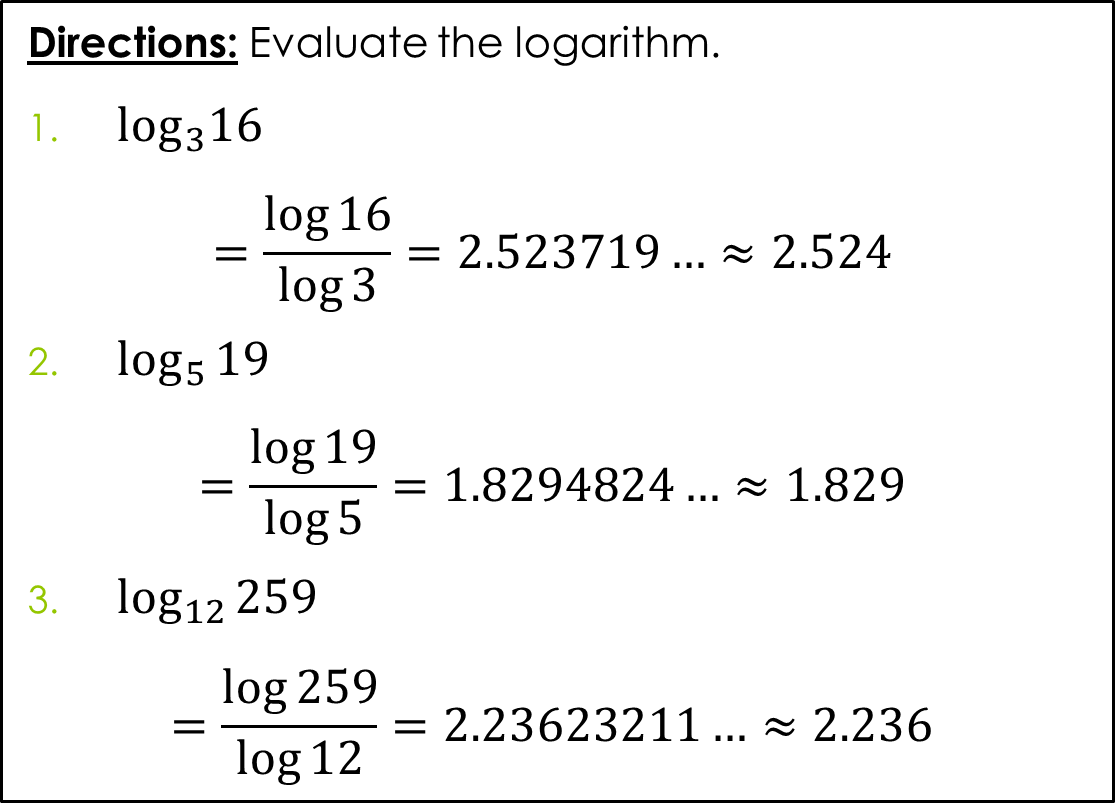 Directions: Evaluate the logarithm.
1. log₃16
= log 16 / log 3 = 2.523719 … ≈ 2.524
2. log₅ 19
= log 19 / log 5 = 1.8294824 … ≈ 1.829
3. log₁₂ 259
= log 259 / log 12 = 2.23623211 … ≈ 2.236